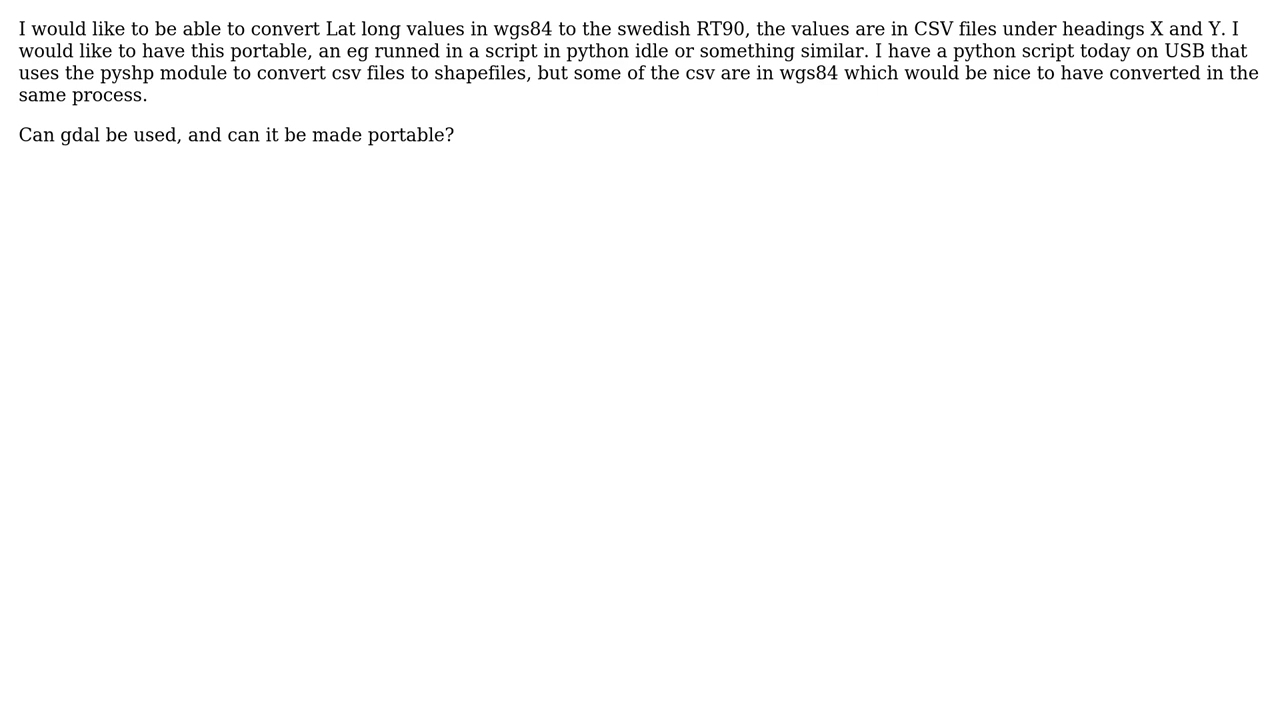 I would like to be able to convert Lat long values in wgs84 to the swedish RT90, the values are in CSV files under headings X and Y. I
would like to have this portable, an eg runned in a script in python idle or something similar. I have a python script today on USB that
uses the pyshp module to convert csv files to shapefiles, but some of the csv are in wgs84 which would be nice to have converted in the
same process.
Can gdal be used, and can it be made portable?